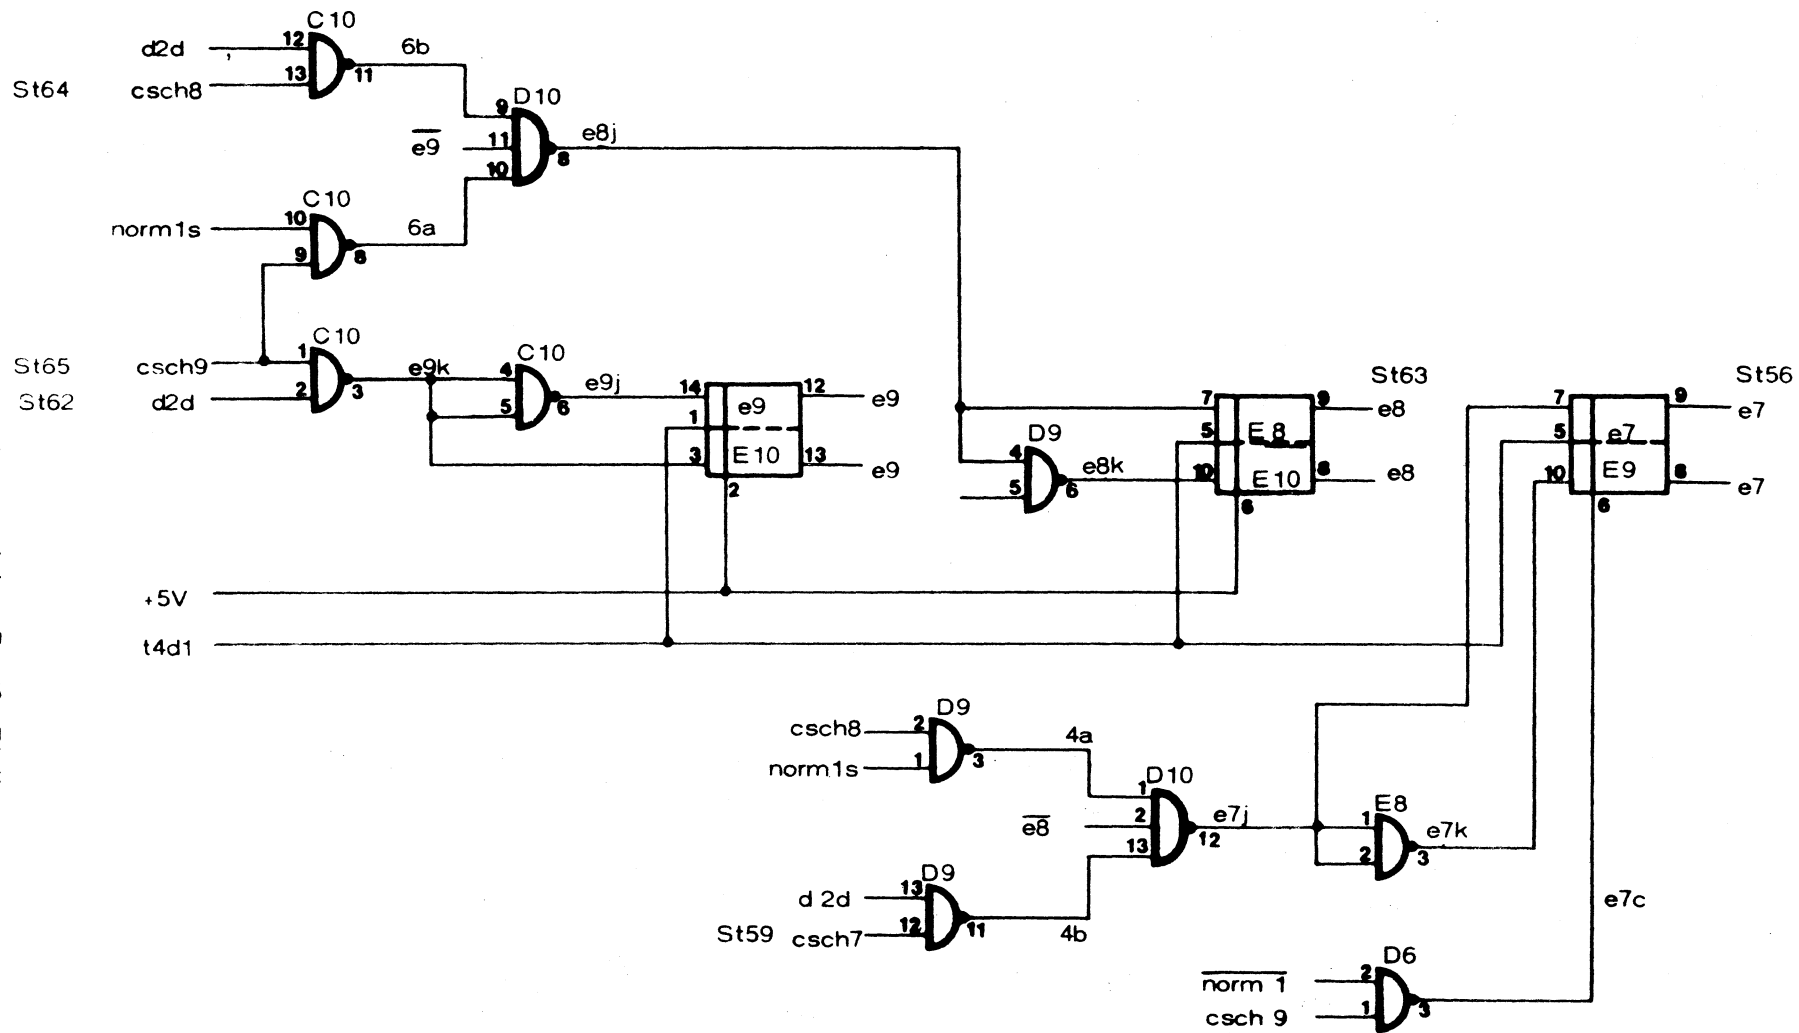 C10
d2d 12 6b
13 11
St64 csch8
D10
9
e9 11 e8j
8
10
C10
norm1s 10 6a
9 8
C10
St65 csch9 1
e9k
3
St62 d2d 2
C10
4 e9j
5 6
14 e9 12 e9
1
3 E10 13 e9
2
St63
7 9 e8
5 E8
10 E10 8 e8
6
D9
4 e8k
5 6
St56
7 9 e7
5 e7
10 E9 8 e7
6
+5V
t4d1
D9
csch8 2 4a
norm1s 1 3
D10
1
e8 2 e7j
13 12
E8
1 e7k
2 3
D9
d 2d 13
St59 csch7 12 11 4b
e7c
D6
norm 1 2
csch 9 1 3